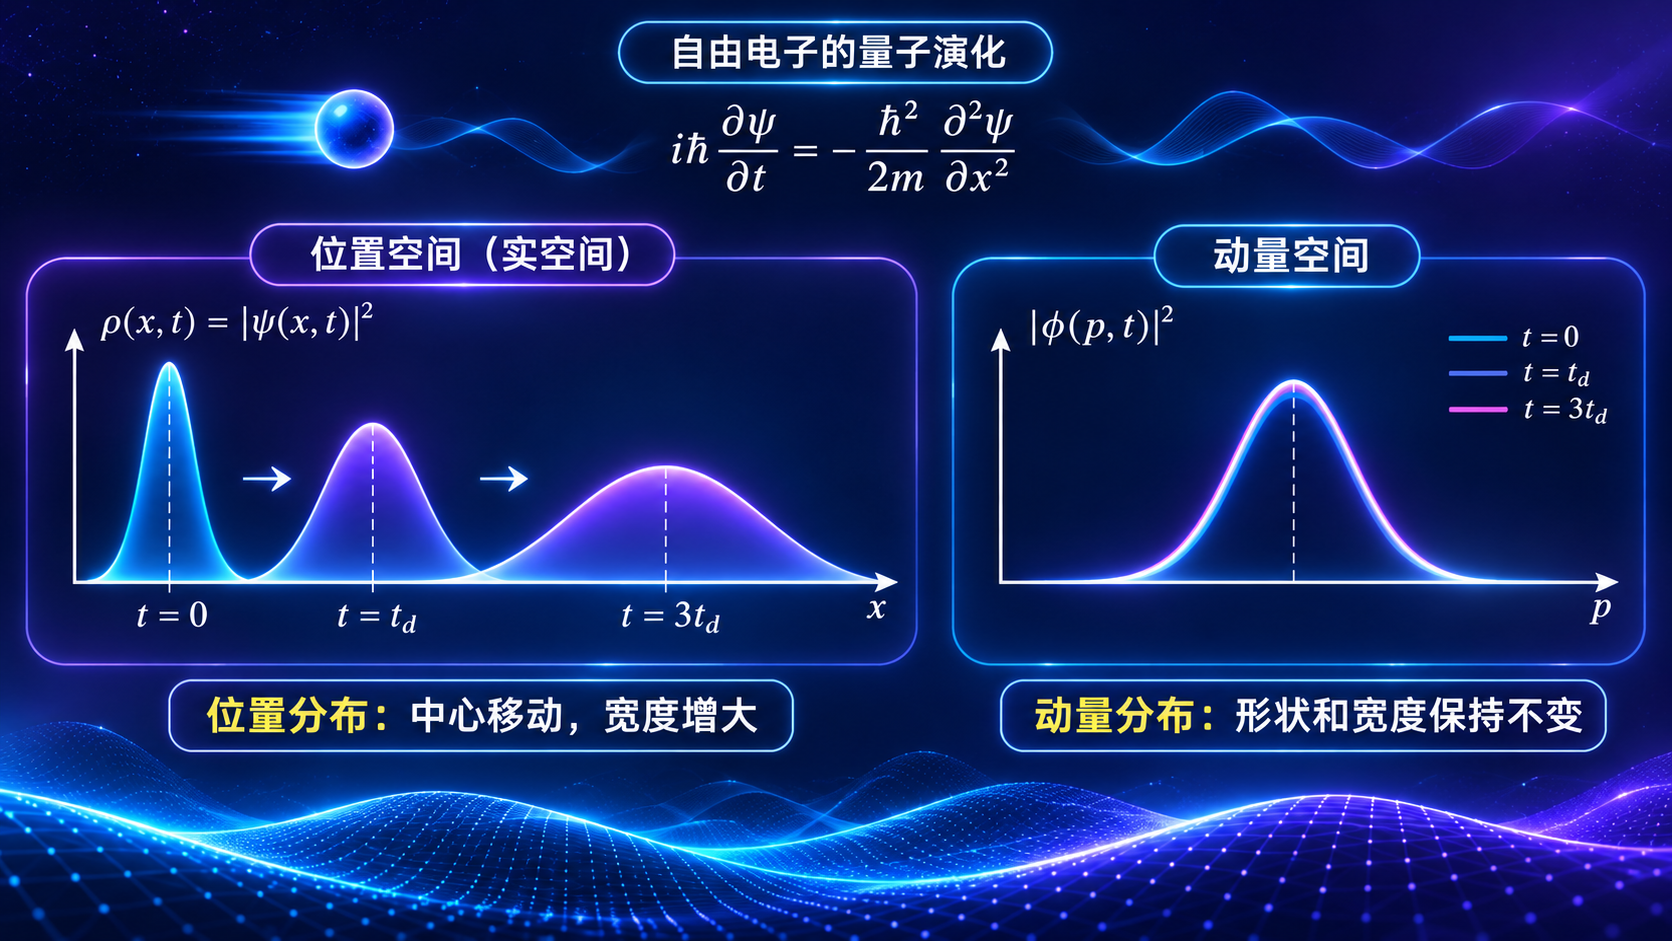 自由电子的量子演化
iℏ ∂ψ/∂t = − ℏ²/2m ∂²ψ/∂x²
位置空间（实空间）
ρ(x,t) = |ψ(x,t)|²
t = 0
t = t_d
t = 3t_d
x
位置分布：中心移动，宽度增大
动量空间
|ϕ(p,t)|²
t = 0
t = t_d
t = 3t_d
p
动量分布：形状和宽度保持不变